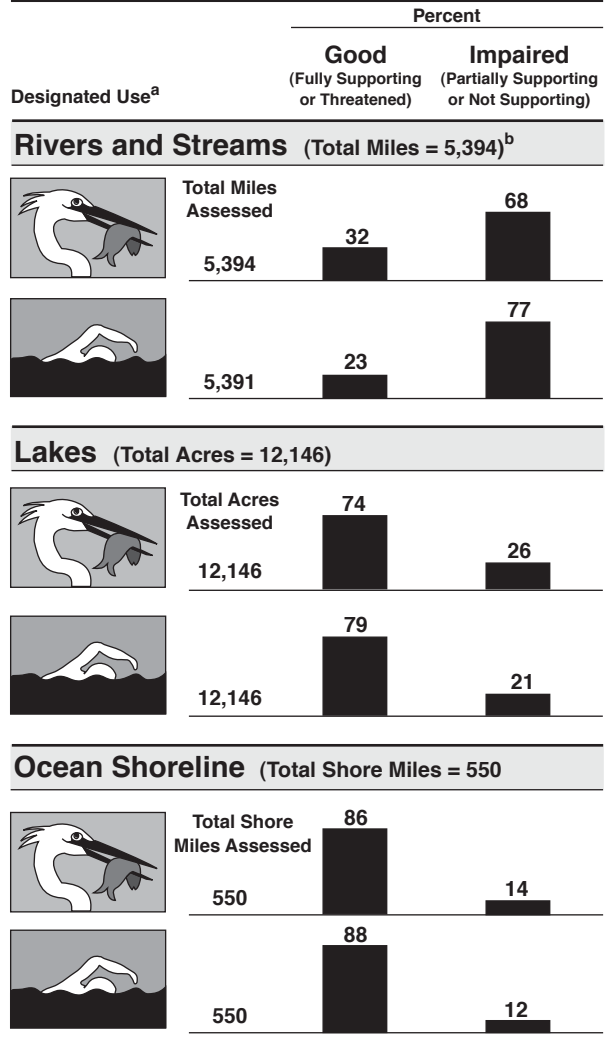 Percent
Good Impaired
(Fully Supporting (Partially Supporting
Designated Useᵃ or Threatened) or Not Supporting)
Rivers and Streams (Total Miles = 5,394)ᵇ
Total Miles
Assessed
68
32
5,394
77
23
5,391
Lakes (Total Acres = 12,146)
Total Acres
Assessed
74
26
12,146
79
21
12,146
Ocean Shoreline (Total Shore Miles = 550
86
Total Shore
Miles Assessed
14
550
88
12
550